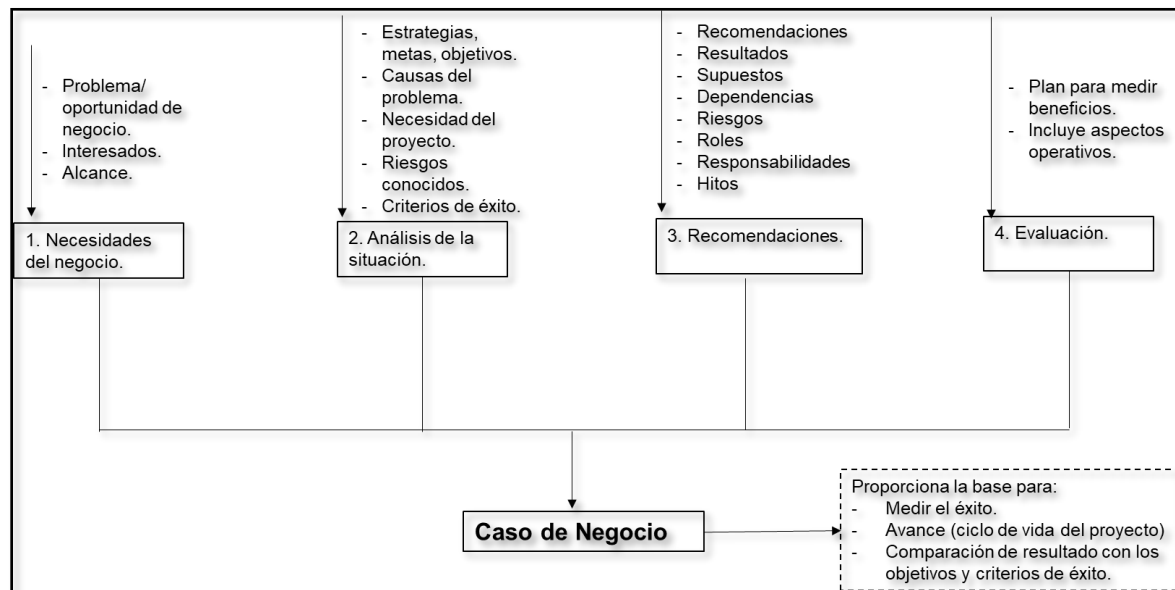 - Problema/
oportunidad de
negocio.
- Interesados.
- Alcance.
1. Necesidades
del negocio.
- Estrategias,
metas, objetivos.
- Causas del
problema.
- Necesidad del
proyecto.
- Riesgos
conocidos.
- Criterios de éxito.
2. Análisis de la
situación.
- Recomendaciones
- Resultados
- Supuestos
- Dependencias
- Riesgos
- Roles
- Responsabilidades
- Hitos
3. Recomendaciones.
- Plan para medir
beneficios.
- Incluye aspectos
operativos.
4. Evaluación.
Caso de Negocio
Proporciona la base para:
- Medir el éxito.
- Avance (ciclo de vida del proyecto)
- Comparación de resultado con los
objetivos y criterios de éxito.